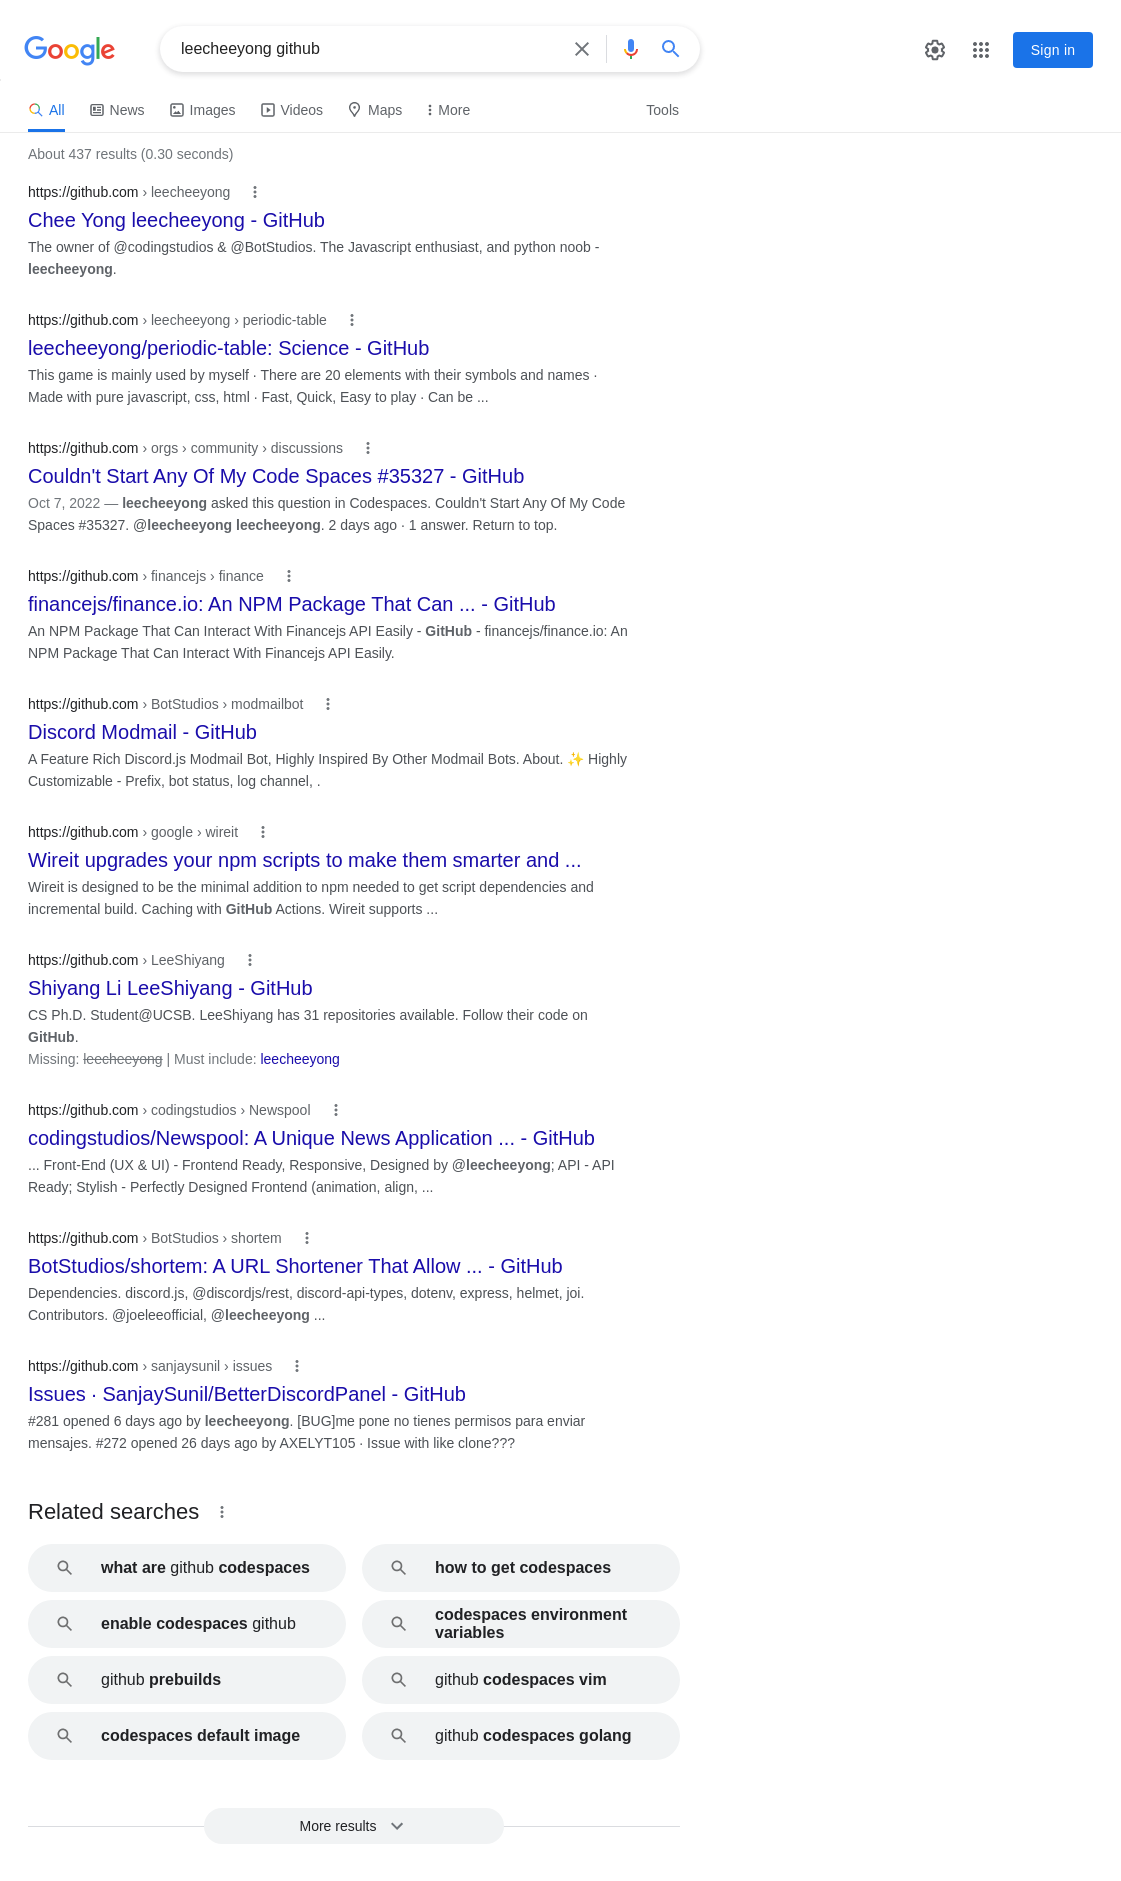 Google
leecheeyong github
Sign in
All
News
Images
Videos
Maps
More
Tools
About 437 results (0.30 seconds)
https://github.com › leecheeyong
Chee Yong leecheeyong - GitHub
The owner of @codingstudios & @BotStudios. The Javascript enthusiast, and python noob -
leecheeyong.
https://github.com › leecheeyong › periodic-table
leecheeyong/periodic-table: Science - GitHub
This game is mainly used by myself · There are 20 elements with their symbols and names ·
Made with pure javascript, css, html · Fast, Quick, Easy to play · Can be ...
https://github.com › orgs › community › discussions
Couldn't Start Any Of My Code Spaces #35327 - GitHub
Oct 7, 2022 — leecheeyong asked this question in Codespaces. Couldn't Start Any Of My Code
Spaces #35327. @leecheeyong leecheeyong. 2 days ago · 1 answer. Return to top.
https://github.com › financejs › finance
financejs/finance.io: An NPM Package That Can ... - GitHub
An NPM Package That Can Interact With Financejs API Easily - GitHub - financejs/finance.io: An
NPM Package That Can Interact With Financejs API Easily.
https://github.com › BotStudios › modmailbot
Discord Modmail - GitHub
A Feature Rich Discord.js Modmail Bot, Highly Inspired By Other Modmail Bots. About. ✨ Highly
Customizable - Prefix, bot status, log channel, .
https://github.com › google › wireit
Wireit upgrades your npm scripts to make them smarter and ...
Wireit is designed to be the minimal addition to npm needed to get script dependencies and
incremental build. Caching with GitHub Actions. Wireit supports ...
https://github.com › LeeShiyang
Shiyang Li LeeShiyang - GitHub
CS Ph.D. Student@UCSB. LeeShiyang has 31 repositories available. Follow their code on
GitHub.
Missing: leecheeyong | Must include: leecheeyong
https://github.com › codingstudios › Newspool
codingstudios/Newspool: A Unique News Application ... - GitHub
... Front-End (UX & UI) - Frontend Ready, Responsive, Designed by @leecheeyong; API - API
Ready; Stylish - Perfectly Designed Frontend (animation, align, ...
https://github.com › BotStudios › shortem
BotStudios/shortem: A URL Shortener That Allow ... - GitHub
Dependencies. discord.js, @discordjs/rest, discord-api-types, dotenv, express, helmet, joi.
Contributors. @joeleeofficial, @leecheeyong ...
https://github.com › sanjaysunil › issues
Issues · SanjaySunil/BetterDiscordPanel - GitHub
#281 opened 6 days ago by leecheeyong. [BUG]me pone no tienes permisos para enviar
mensajes. #272 opened 26 days ago by AXELYT105 · Issue with like clone???
Related searches
what are github codespaces
how to get codespaces
enable codespaces github
codespaces environment
variables
github prebuilds
github codespaces vim
codespaces default image
github codespaces golang
More results